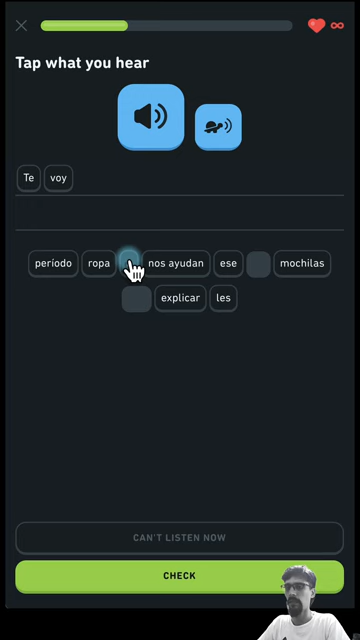 Tap what you hear
Te voy
período ropa nos ayudan ese mochilas
explicar les
CAN'T LISTEN NOW
CHECK